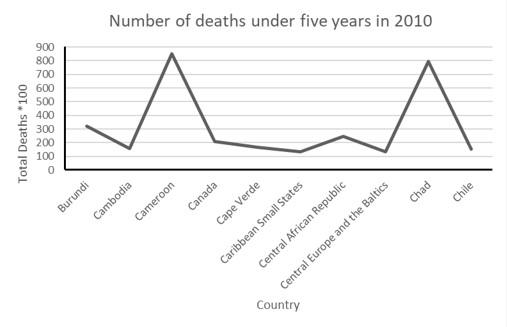 Number of deaths under five years in 2010
Total Deaths *100
900
800
700
600
500
400
300
200
100
0
Burundi
Cambodia
Cameroon
Canada
Cape Verde
Caribbean Small States
Central African Republic
Central Europe and the Baltics
Chad
Chile
Country